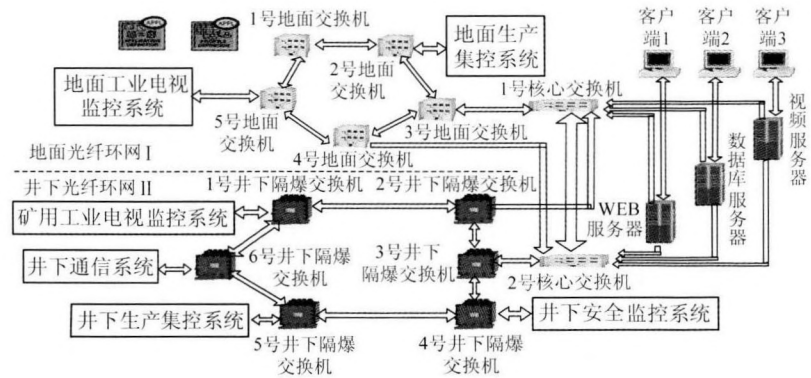 1号地面交换机
地面生产
集控系统
客户
端1
客户
端2
客户
端3
2号地面
交换机
1号核心交换机
地面工业电视
监控系统
5号地面
交换机
3号地面交换机
4号地面交换机
视频服务器
数据库服务器
WEB
服务器
地面光纤环网I
井下光纤环网II
1号井下隔爆交换机
2号井下隔爆交换机
矿用工业电视监控系统
井下通信系统
6号井下隔爆
交换机
3号井下
隔爆交换机
2号核心交换机
井下生产集控系统
井下安全监控系统
5号井下隔爆
交换机
4号井下隔爆
交换机